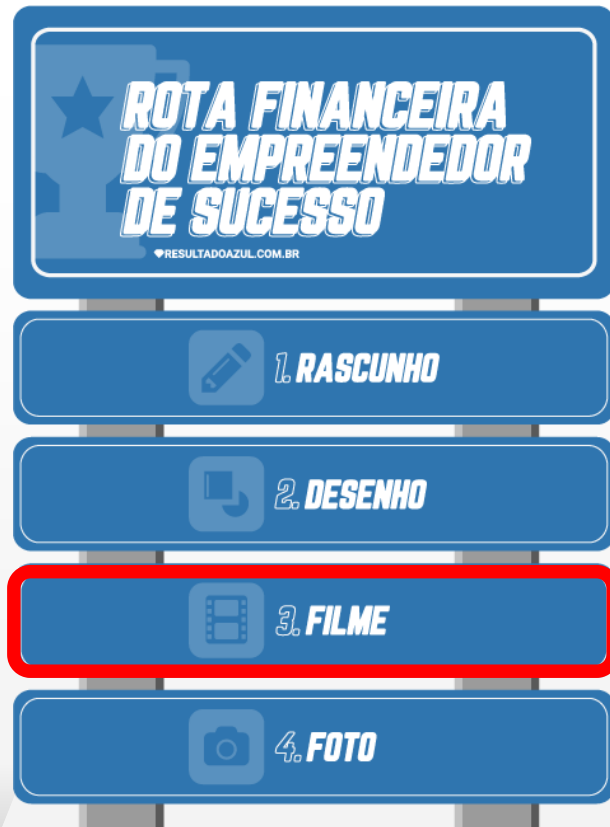 ROTA FINANCEIRA
DO EMPREENDEDOR
DE SUCESSO
RESULTADOAZUL.COM.BR
1. RASCUNHO
2. DESENHO
3. FILME
4. FOTO